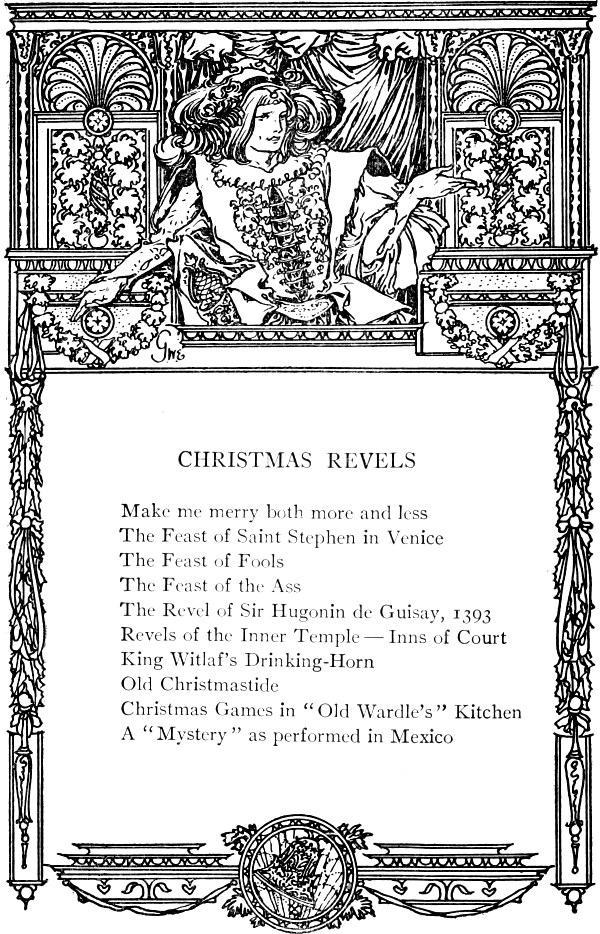 GWE
CHRISTMAS REVELS
Make me merry both more and less
The Feast of Saint Stephen in Venice
The Feast of Fools
The Feast of the Ass
The Revel of Sir Hugonin de Guisay, 1393
Revels of the Inner Temple — Inns of Court
King Witlaf's Drinking-Horn
Old Christmastide
Christmas Games in "Old Wardle's" Kitchen
A "Mystery" as performed in Mexico